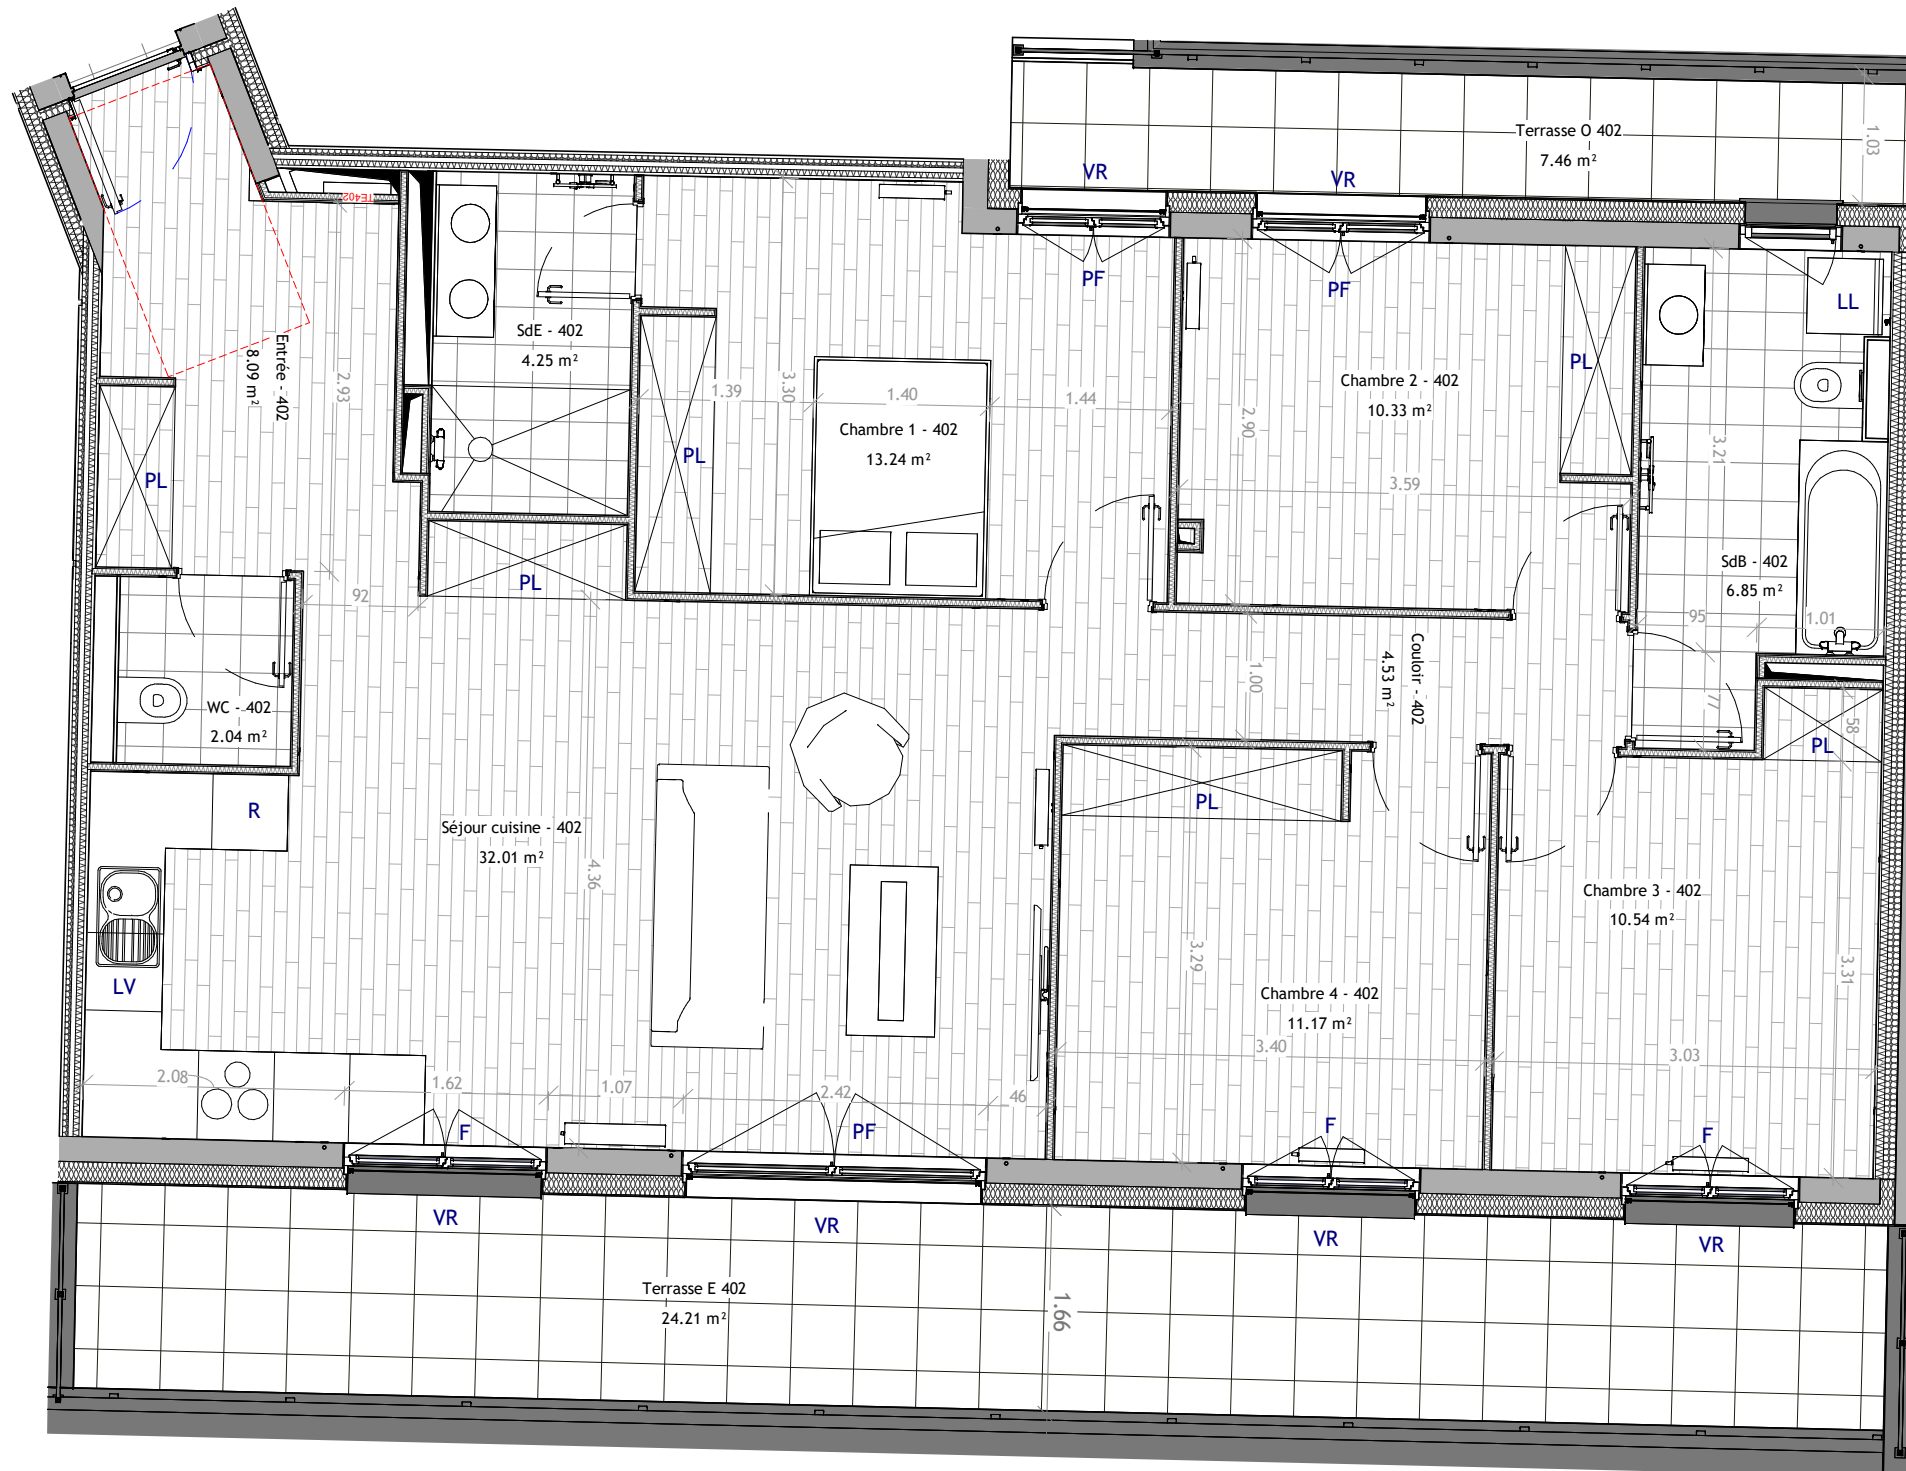 Terrasse O 402
7.46 m²
1.03
VR
VR
TE402
PF
PF
LL
SdE - 402
4.25 m²
Entrée - 402
8.09 m²
2.93
1.39
3.30
1.40
1.44
Chambre 1 - 402
13.24 m²
PL
PL
Chambre 2 - 402
10.33 m²
2.90
3.59
PL
3.21
SdB - 402
6.85 m²
95
1.01
77
PL
92
WC - 402
2.04 m²
Couloir - 402
4.53 m²
1.00
58
PL
PL
R
Séjour cuisine - 402
32.01 m²
4.36
LV
Chambre 3 - 402
10.54 m²
3.31
3.29
Chambre 4 - 402
11.17 m²
3.40
3.03
2.08
1.62
1.07
2.42
46
F
PF
F
F
VR
VR
VR
VR
Terrasse E 402
24.21 m²
1.66